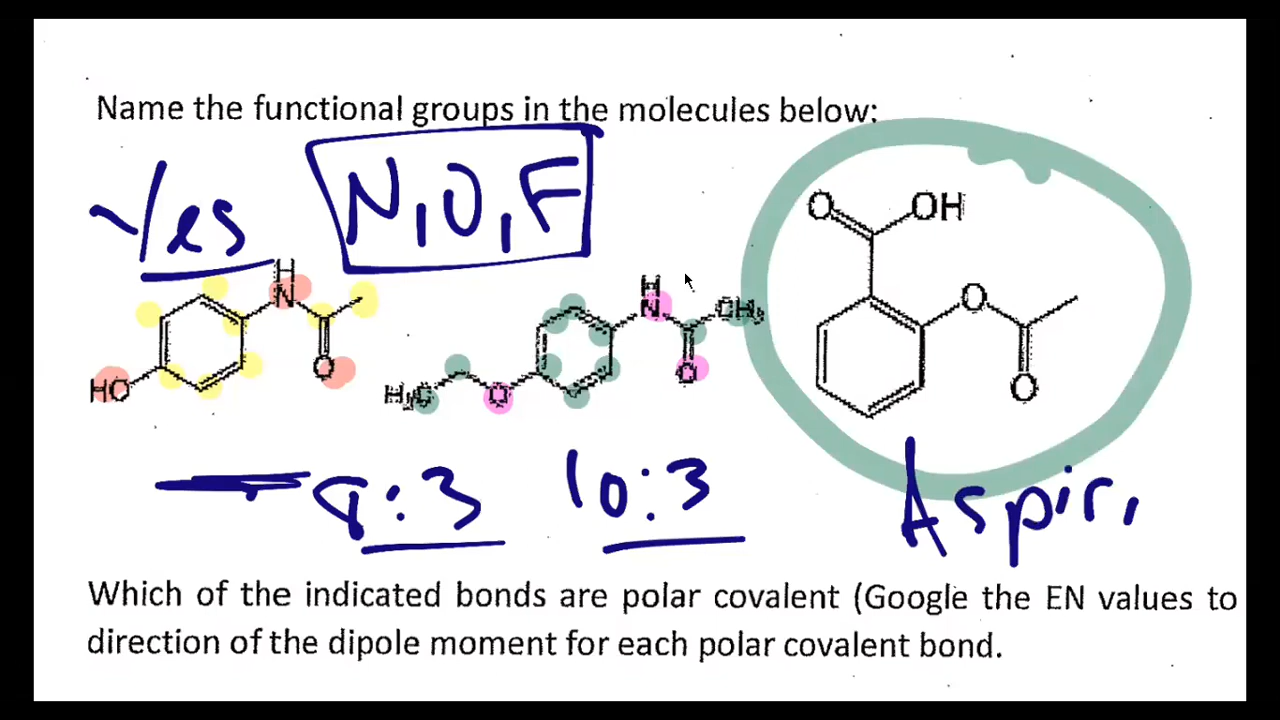 Name the functional groups in the molecules below:
Yes N,O,F
O OH
H
N
O
HO
H
N
CH₃
O
H₃C
O
O
O
8:3 10:3 Aspir
Which of the indicated bonds are polar covalent (Google the EN values to
direction of the dipole moment for each polar covalent bond.